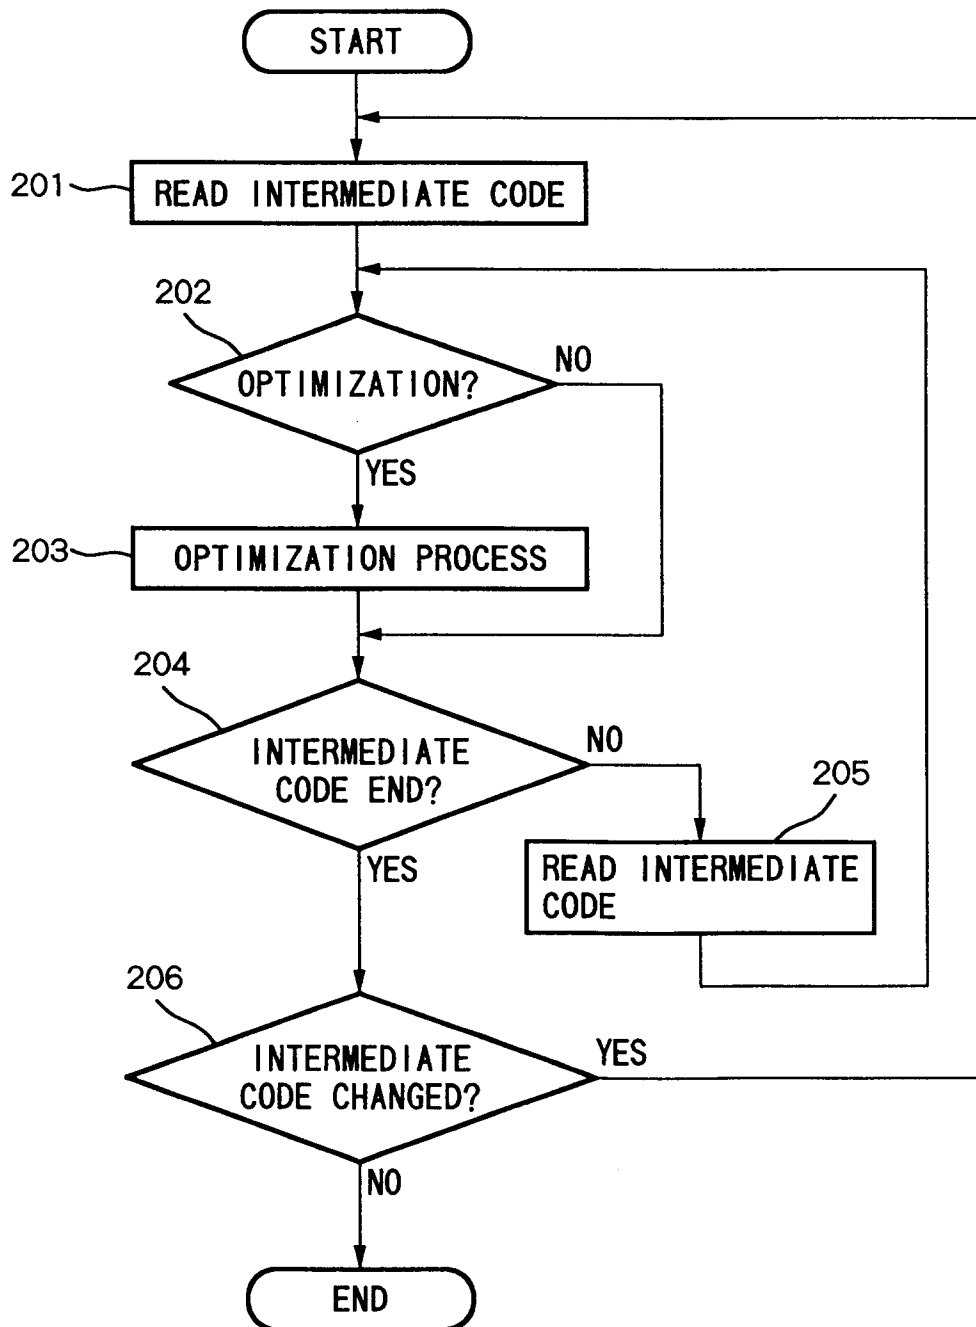 START
201
READ INTERMEDIATE CODE
202
OPTIMIZATION?
NO
YES
203
OPTIMIZATION PROCESS
204
INTERMEDIATE
CODE END?
NO
YES
205
READ INTERMEDIATE
CODE
206
INTERMEDIATE
CODE CHANGED?
YES
NO
END